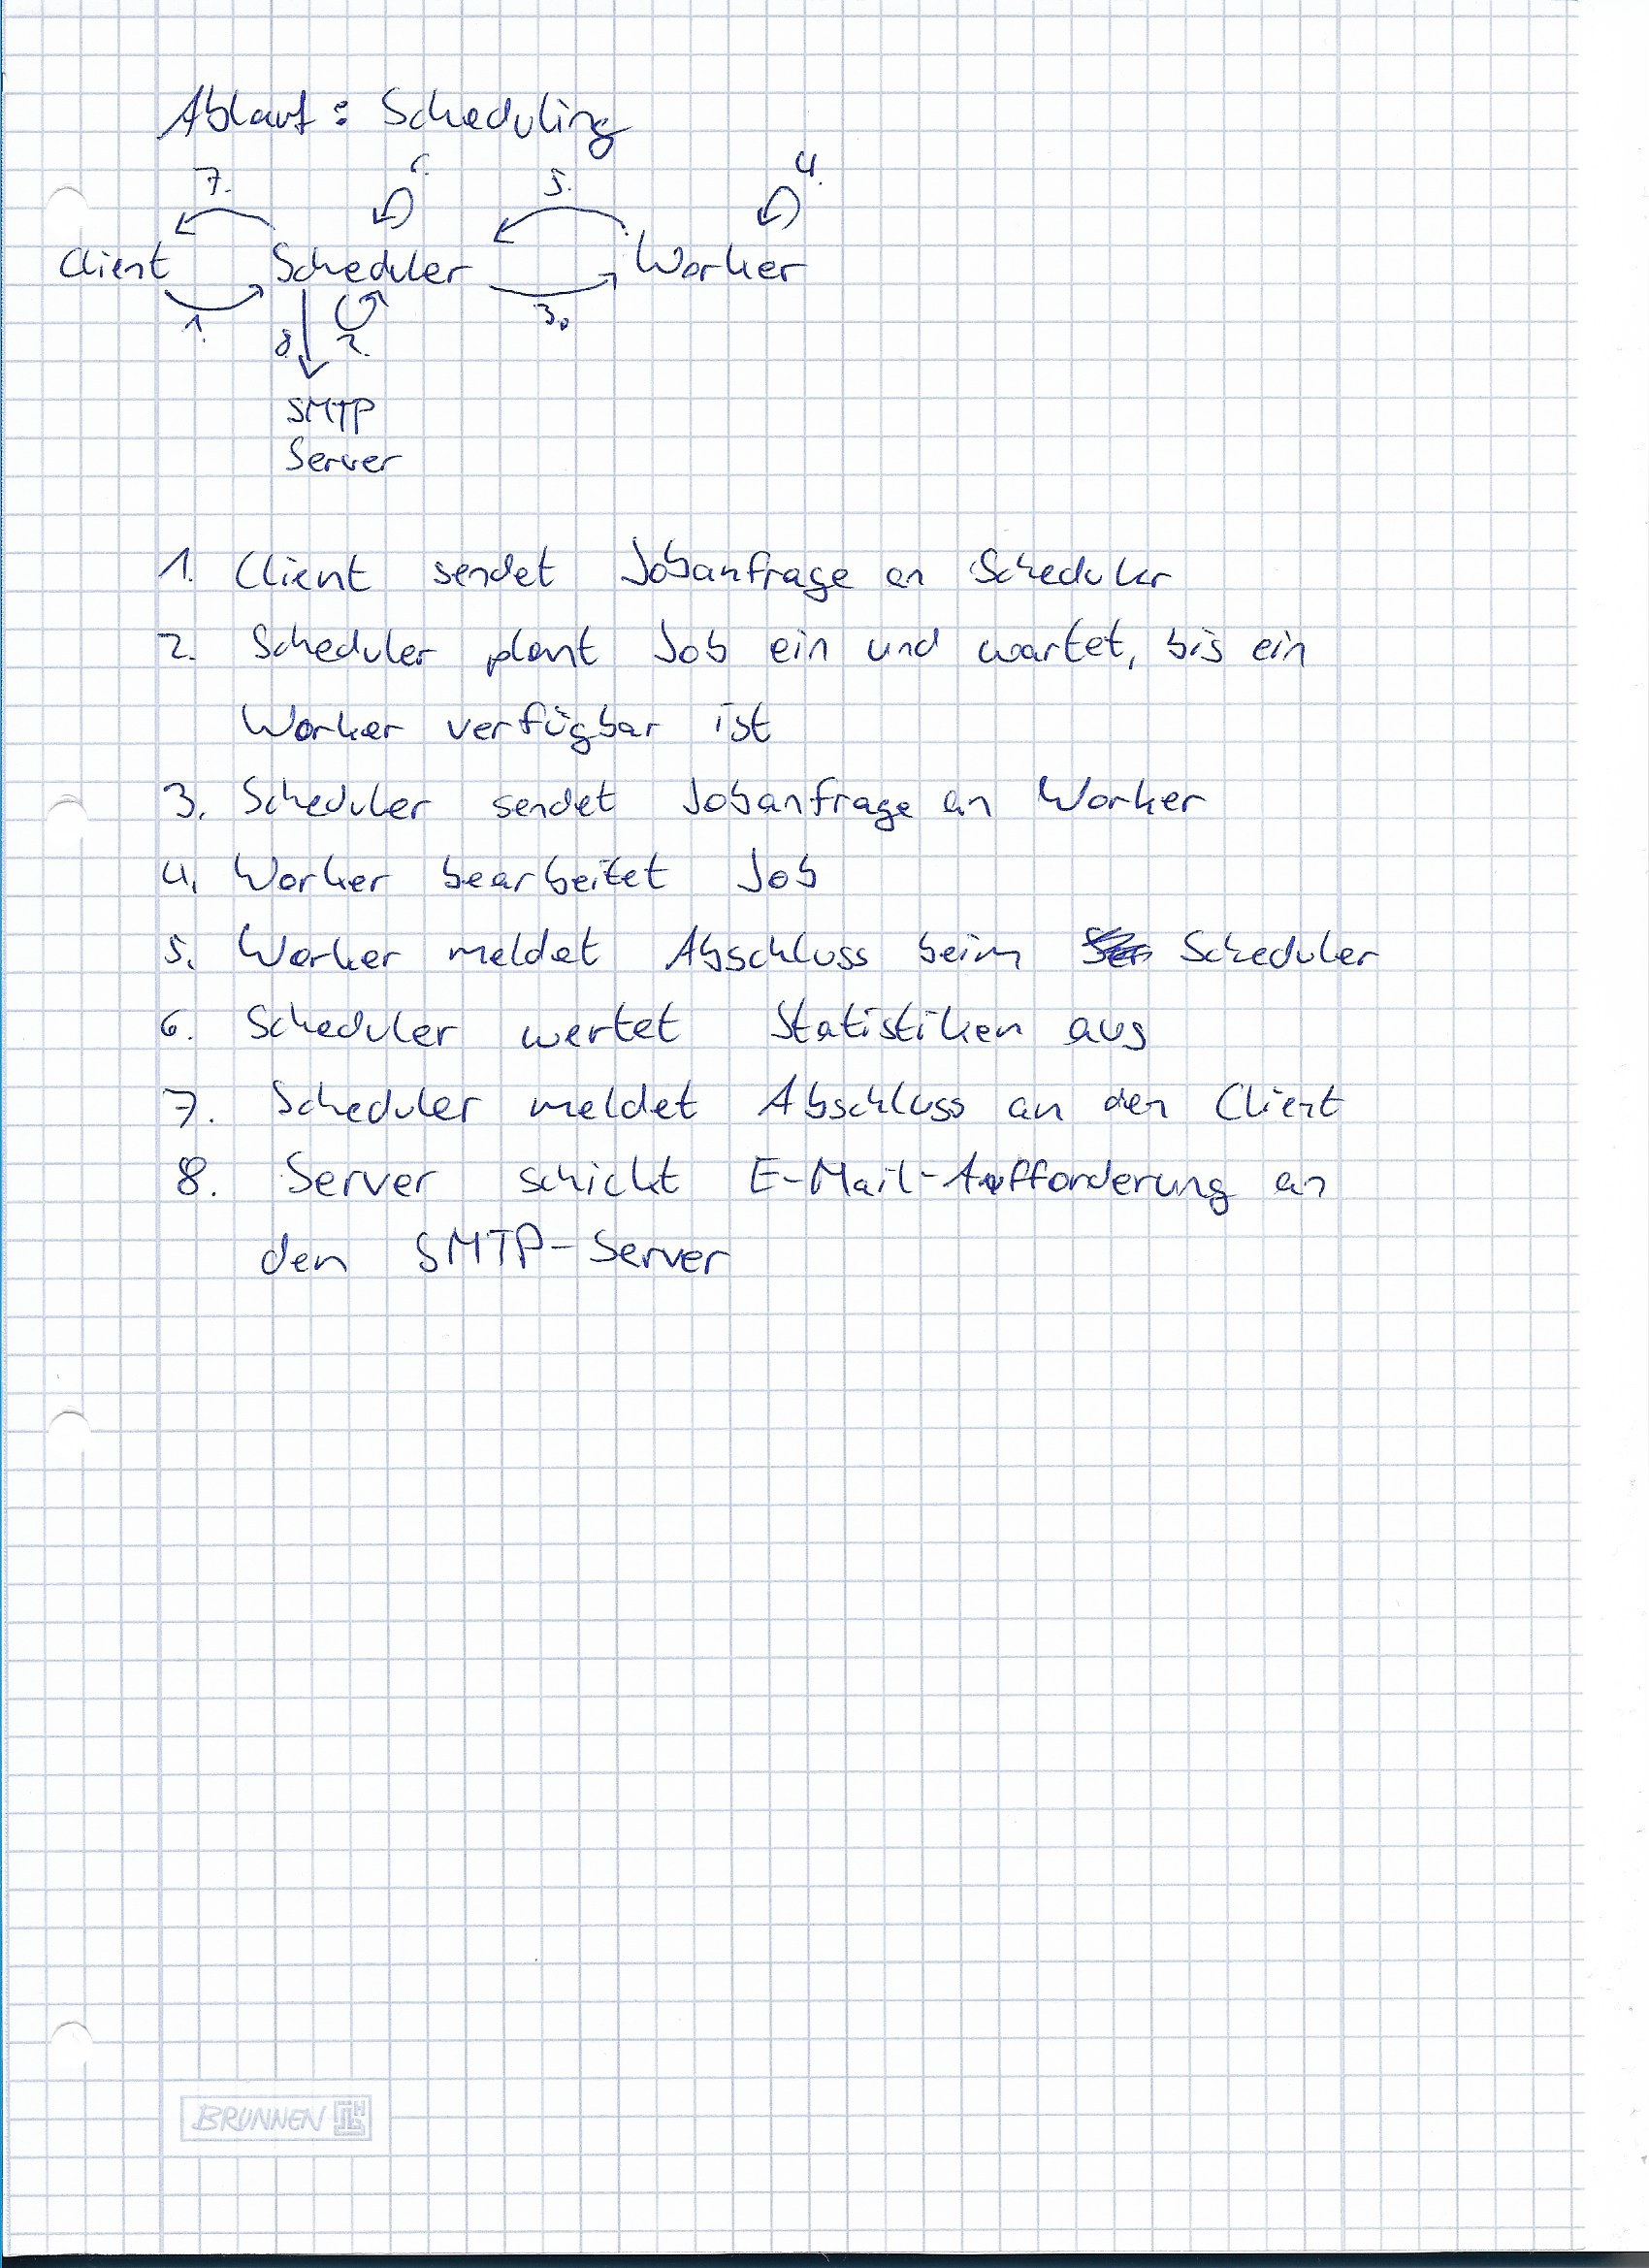 Ablauf: Scheduling
7. 6. 5. 4.
Client Scheduler Worker
1. 3.
8. 2.
SMTP
Server
1. Client sendet Jobanfrage an Scheduler
2. Scheduler plant Job ein und wartet, bis ein
Worker verfügbar ist
3. Scheduler sendet Jobanfrage an Worker
4. Worker bearbeitet Job
5. Worker meldet Abschluss beim Scheduler
6. Scheduler wertet Statistiken aus
7. Scheduler meldet Abschluss an den Client
8. Server schickt E-Mail-Aufforderung an
den SMTP-Server
BRUNNEN